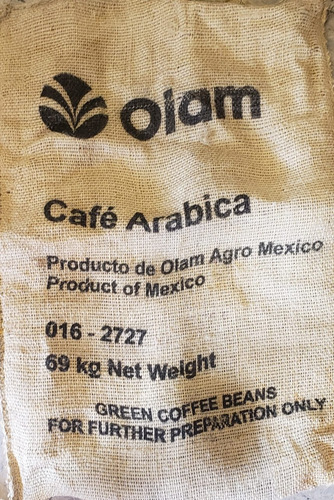 Olam
Café Arabica
Producto de Olam Agro Mexico
Product of Mexico
016 - 2727
69 kg Net Weight
GREEN COFFEE BEANS
FOR FURTHER PREPARATION ONLY